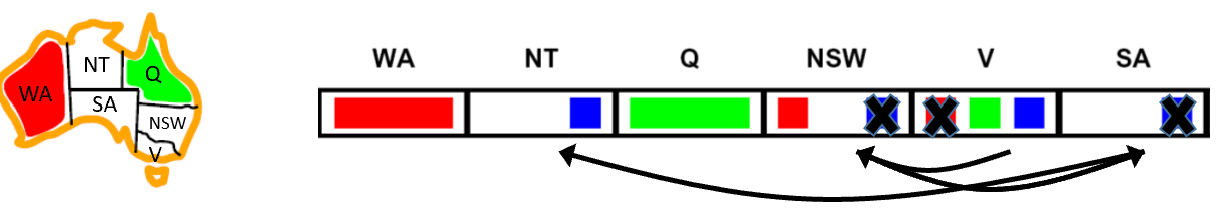 WA NT Q NSW V SA
NT Q
WA SA
NSW
V